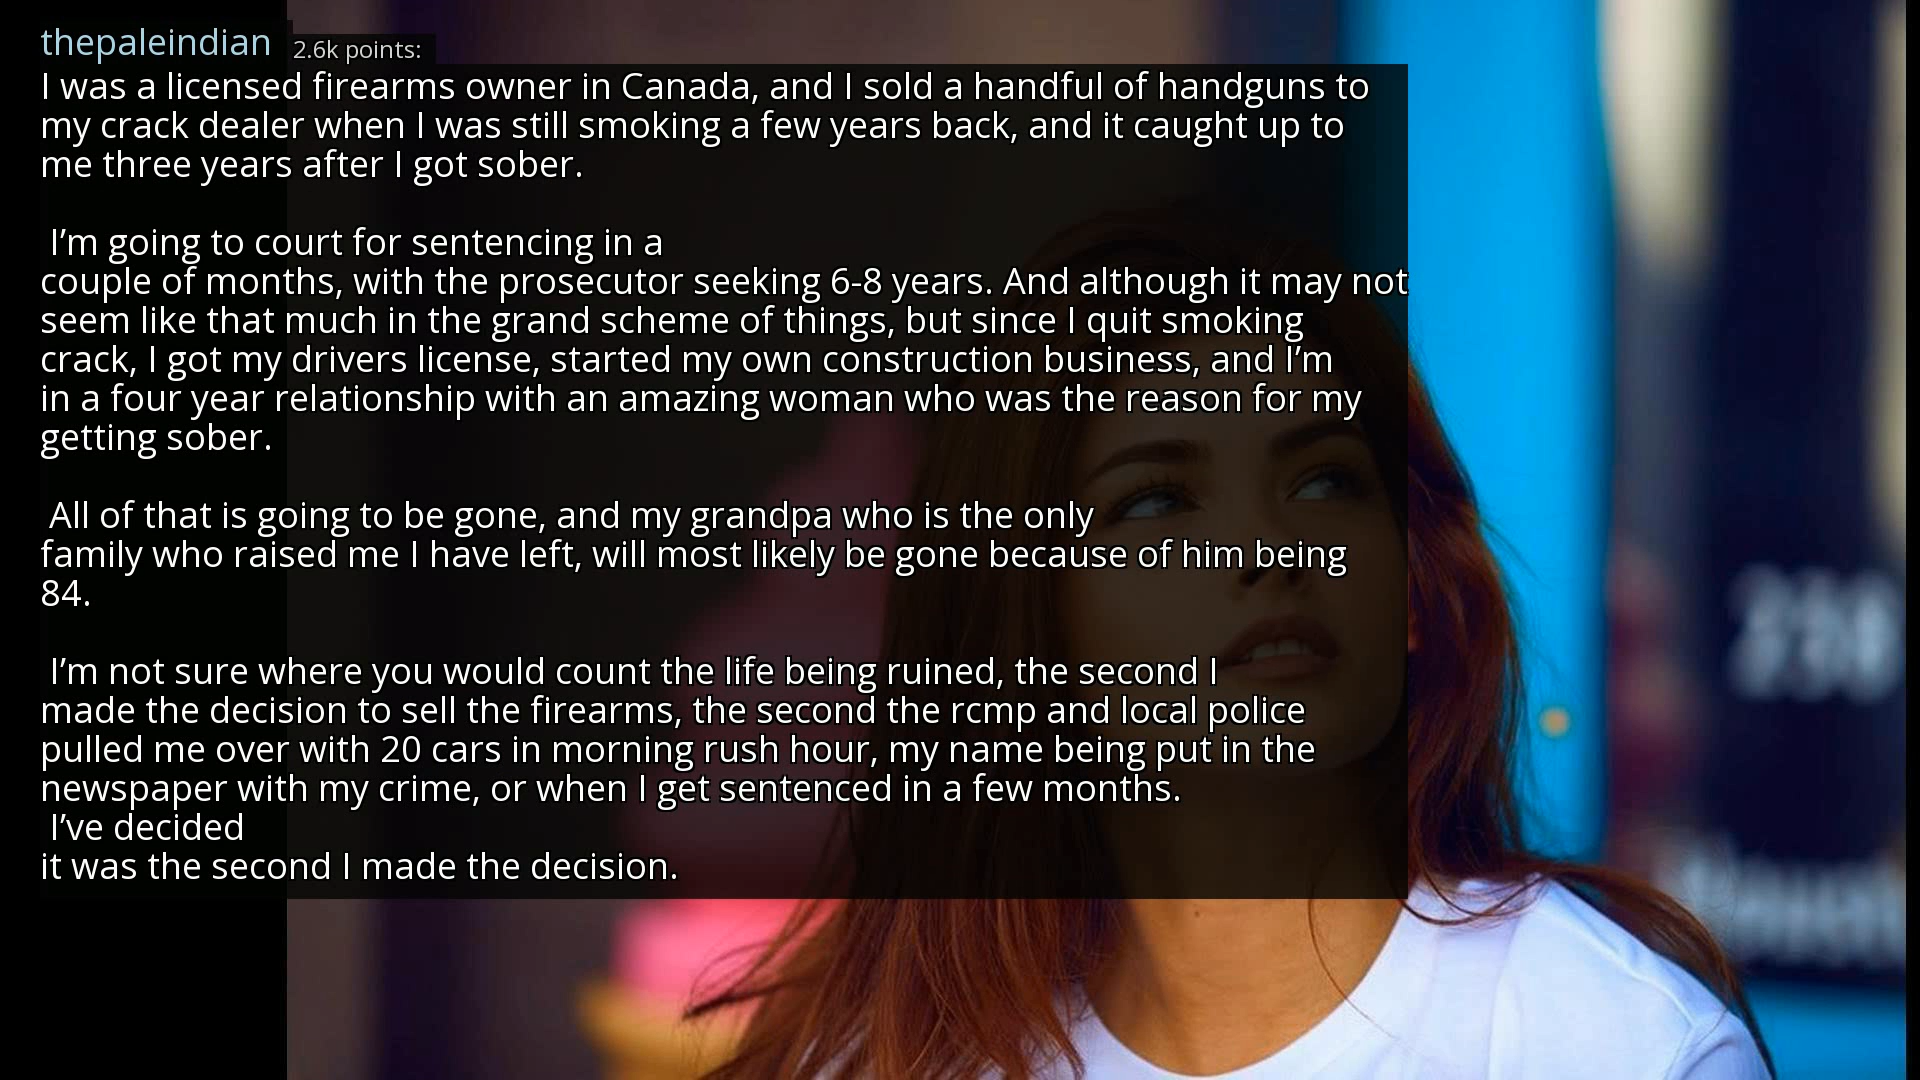 thepaleindian 2.6k points:
I was a licensed firearms owner in Canada, and I sold a handful of handguns to
my crack dealer when I was still smoking a few years back, and it caught up to
me three years after I got sober.
I’m going to court for sentencing in a
couple of months, with the prosecutor seeking 6-8 years. And although it may not
seem like that much in the grand scheme of things, but since I quit smoking
crack, I got my drivers license, started my own construction business, and I’m
in a four year relationship with an amazing woman who was the reason for my
getting sober.
All of that is going to be gone, and my grandpa who is the only
family who raised me I have left, will most likely be gone because of him being
84.
I’m not sure where you would count the life being ruined, the second I
made the decision to sell the firearms, the second the rcmp and local police
pulled me over with 20 cars in morning rush hour, my name being put in the
newspaper with my crime, or when I get sentenced in a few months.
I’ve decided
it was the second I made the decision.